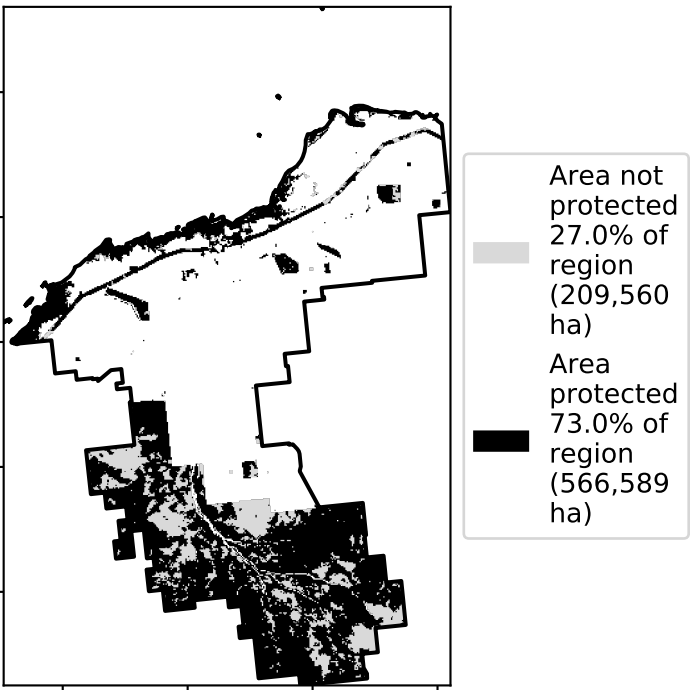 Area not
protected
27.0% of
region
(209,560
ha)
Area
protected
73.0% of
region
(566,589
ha)